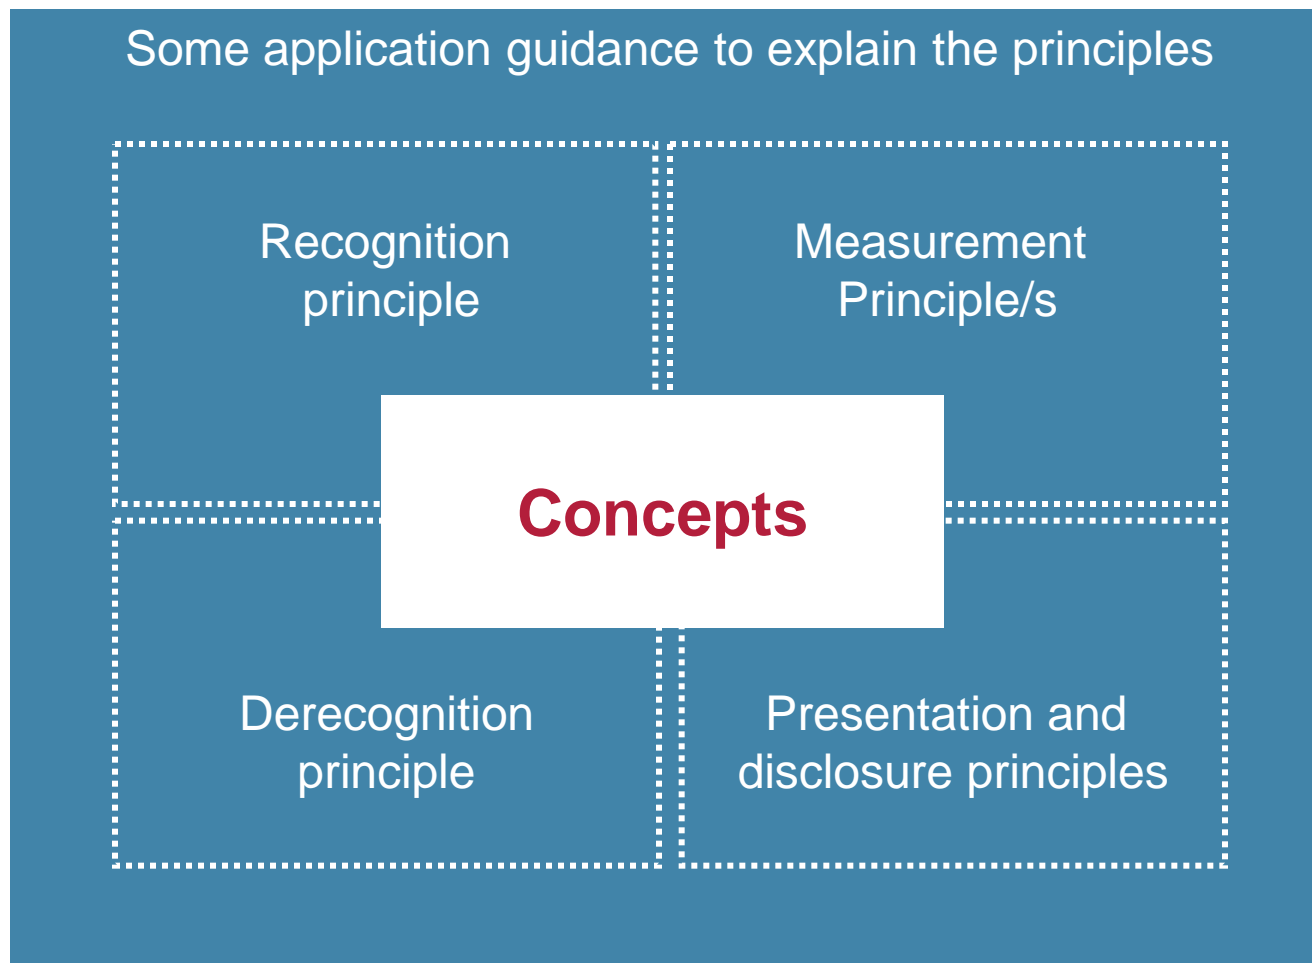 Some application guidance to explain the principles
Recognition
principle
Measurement
Principle/s
Concepts
Derecognition
principle
Presentation and
disclosure principles